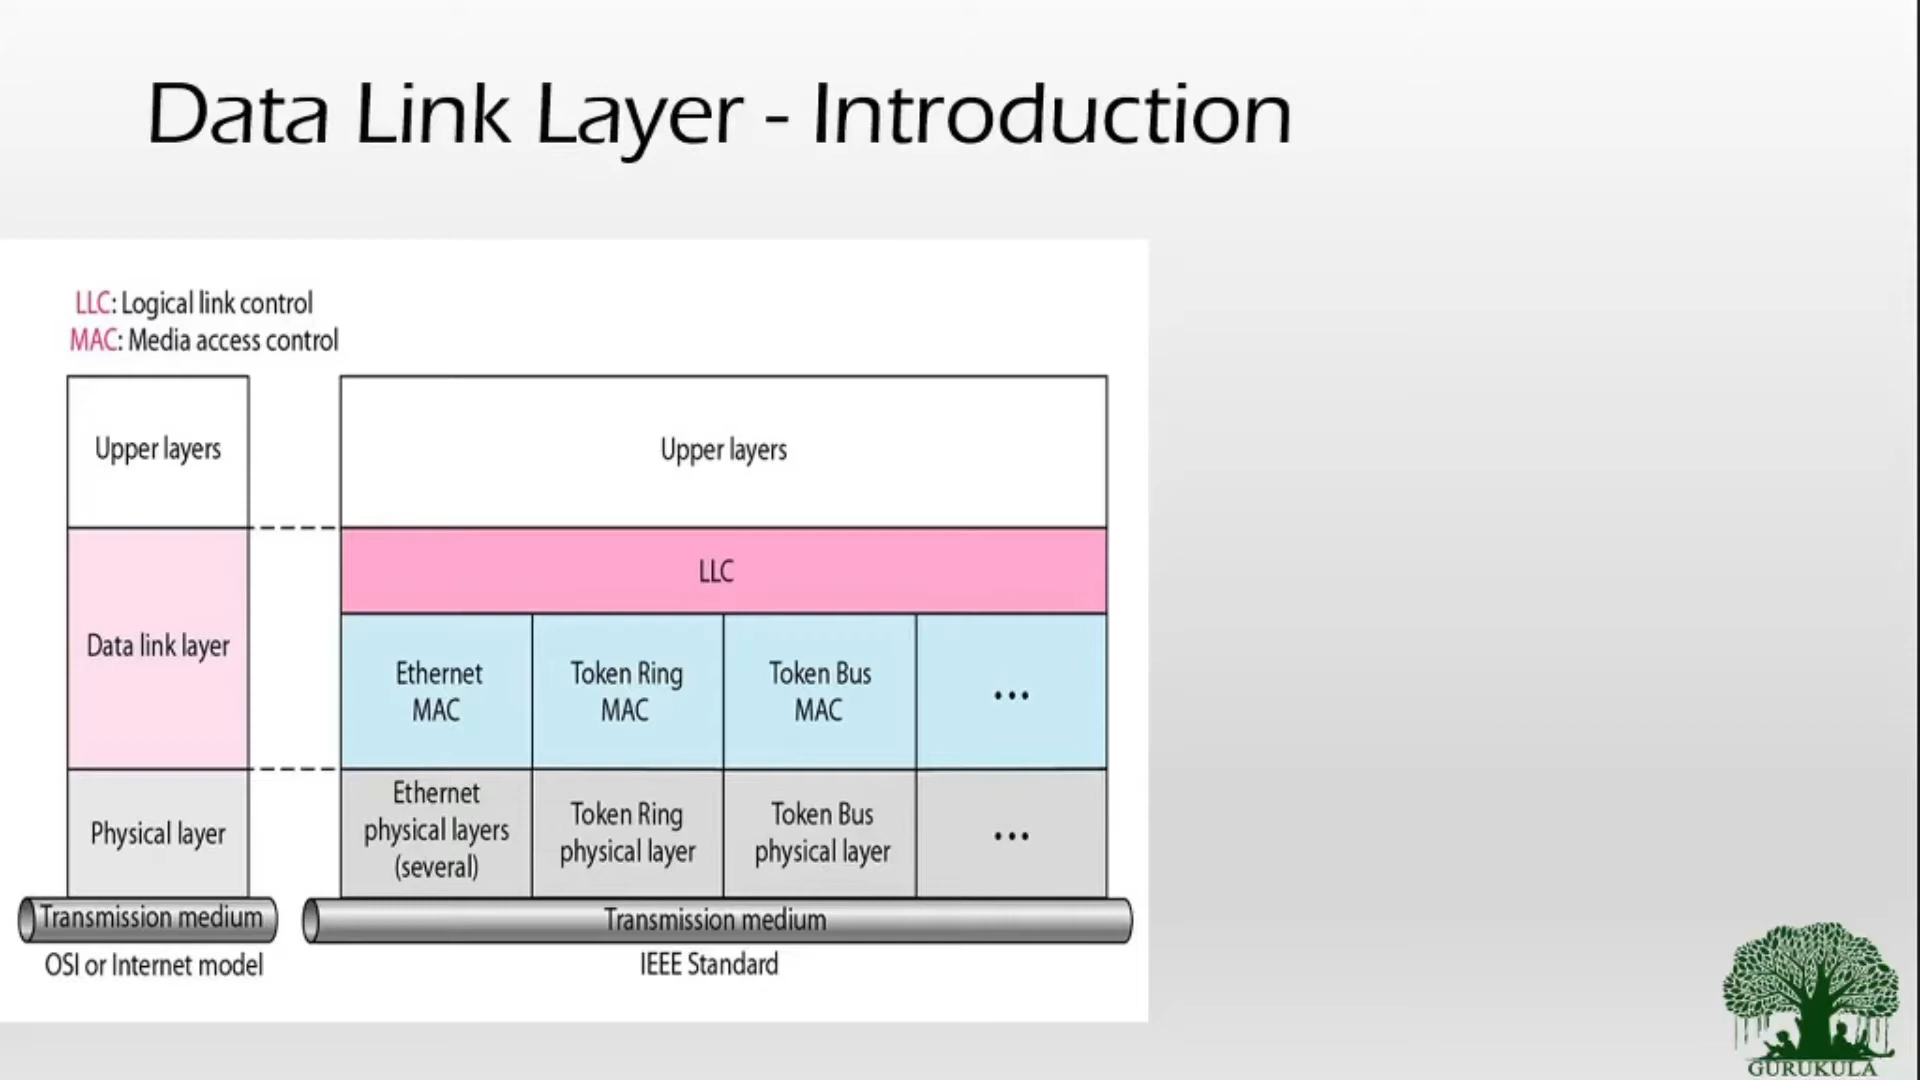 Data Link Layer - Introduction
LLC: Logical link control
MAC: Media access control
Upper layers
Data link layer
Physical layer
Transmission medium
OSI or Internet model
Upper layers
LLC
Ethernet
MAC
Token Ring
MAC
Token Bus
MAC
...
Ethernet
physical layers
(several)
Token Ring
physical layer
Token Bus
physical layer
...
Transmission medium
IEEE Standard
GURUKULA